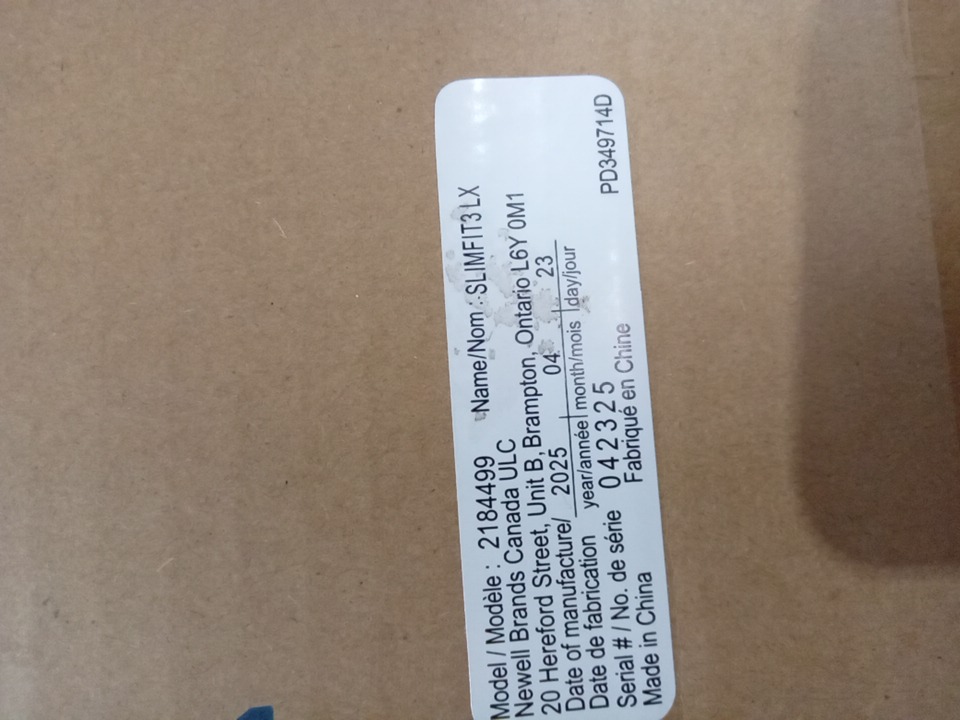 Model / Modèle : 2184499 Name/Nom : SLIMFIT3 LX
Newell Brands Canada ULC
20 Hereford Street, Unit B, Brampton, Ontario L6Y 0M1
Date of manufacture/ 2025 04 23
Date de fabrication year/année month/mois day/jour
Serial # / No. de série 042325
Made in China Fabriqué en Chine PD349714D